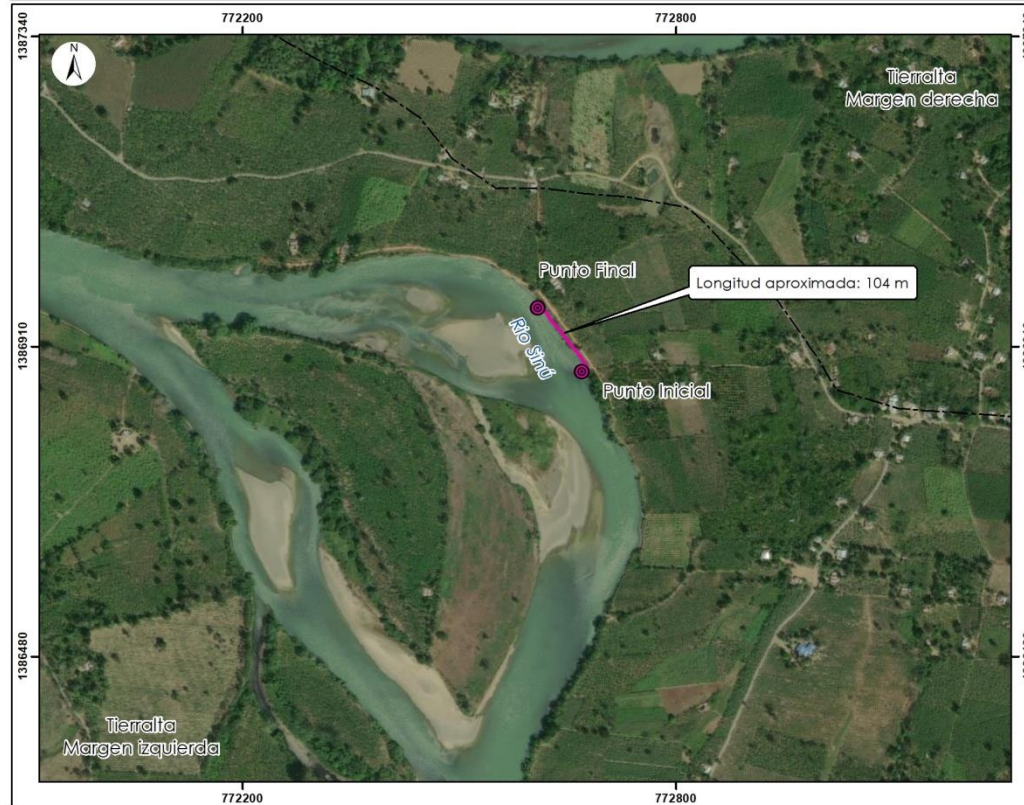 772200
772800
1387340
N
Tierralta
Margen derecha
Punto Final
Longitud aproximada: 104 m
Río Sinú
1386910
Punto Inicial
1386480
Tierralta
Margen izquierda
772200
772800